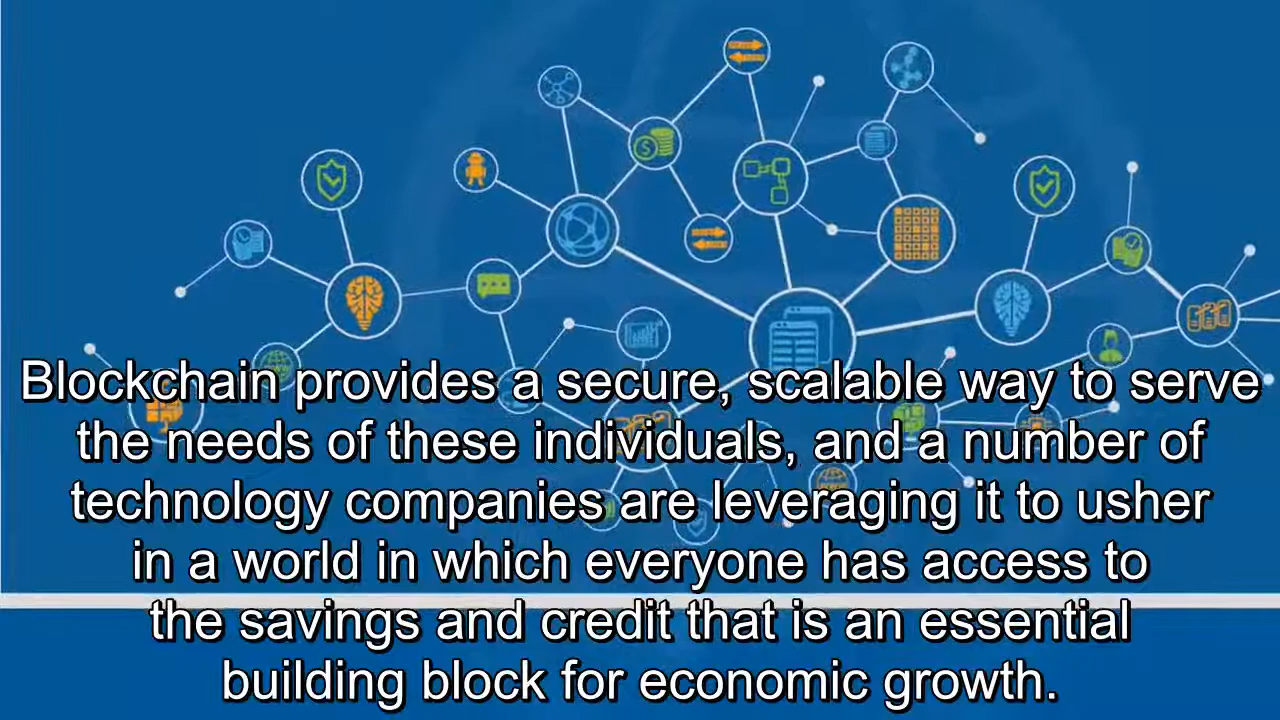 Blockchain provides a secure, scalable way to serve
the needs of these individuals, and a number of
technology companies are leveraging it to usher
in a world in which everyone has access to
the savings and credit that is an essential
building block for economic growth.